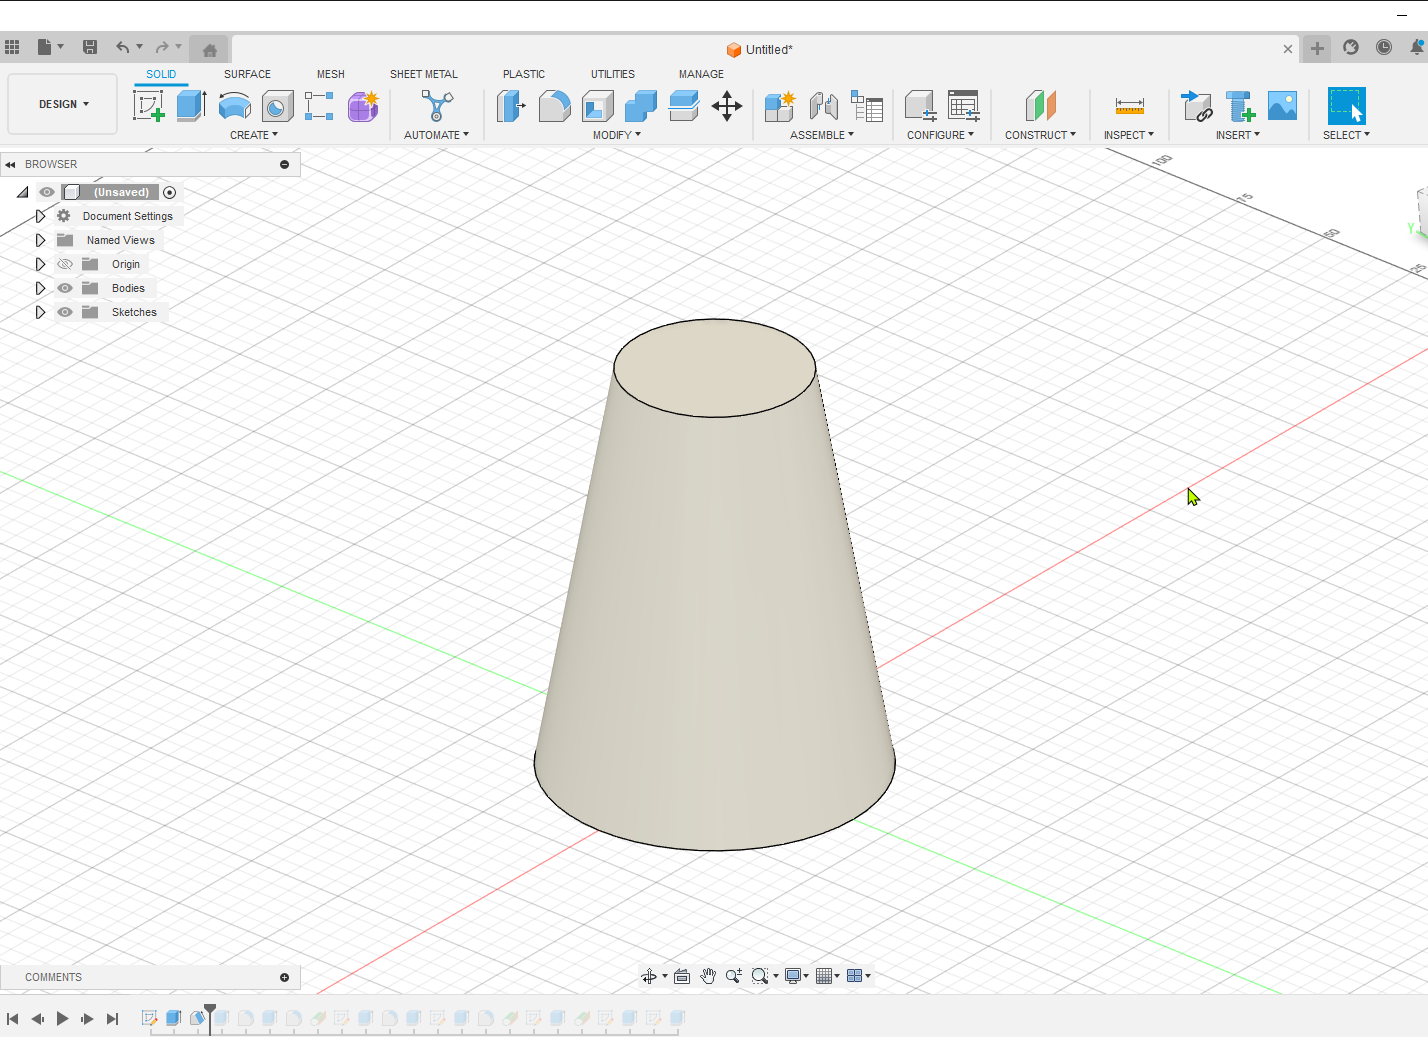 Untitled*
SOLID SURFACE MESH SHEET METAL PLASTIC UTILITIES MANAGE
DESIGN
CREATE AUTOMATE MODIFY ASSEMBLE CONFIGURE CONSTRUCT INSPECT INSERT SELECT
BROWSER
(Unsaved)
Document Settings
Named Views
Origin
Bodies
Sketches
100
50
25
Y
COMMENTS